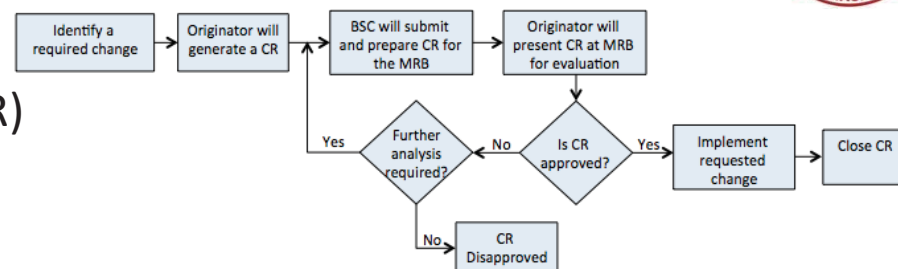 Identify a
required change
Originator will
generate a CR
BSC will submit
and prepare CR for
the MRB
Originator will
present CR at MRB
for evaluation
R)
Yes
Further
analysis
required?
No
Is CR
approved?
Yes
Implement
requested
change
Close CR
No
CR
Disapproved